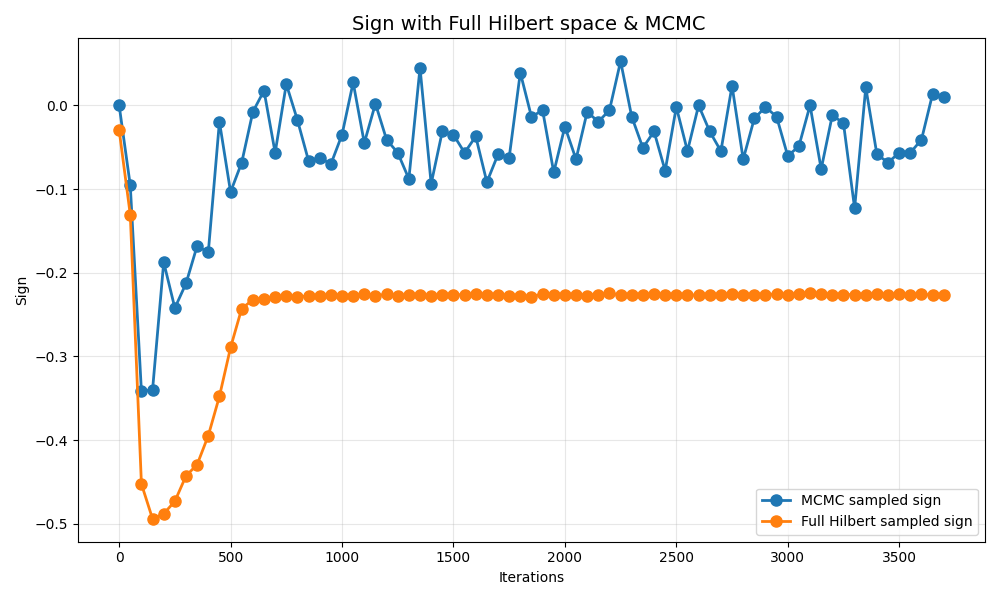 Sign with Full Hilbert space & MCMC
Sign
0.0
−0.1
−0.2
−0.3
−0.4
−0.5
0
500
1000
1500
2000
2500
3000
3500
Iterations
MCMC sampled sign
Full Hilbert sampled sign